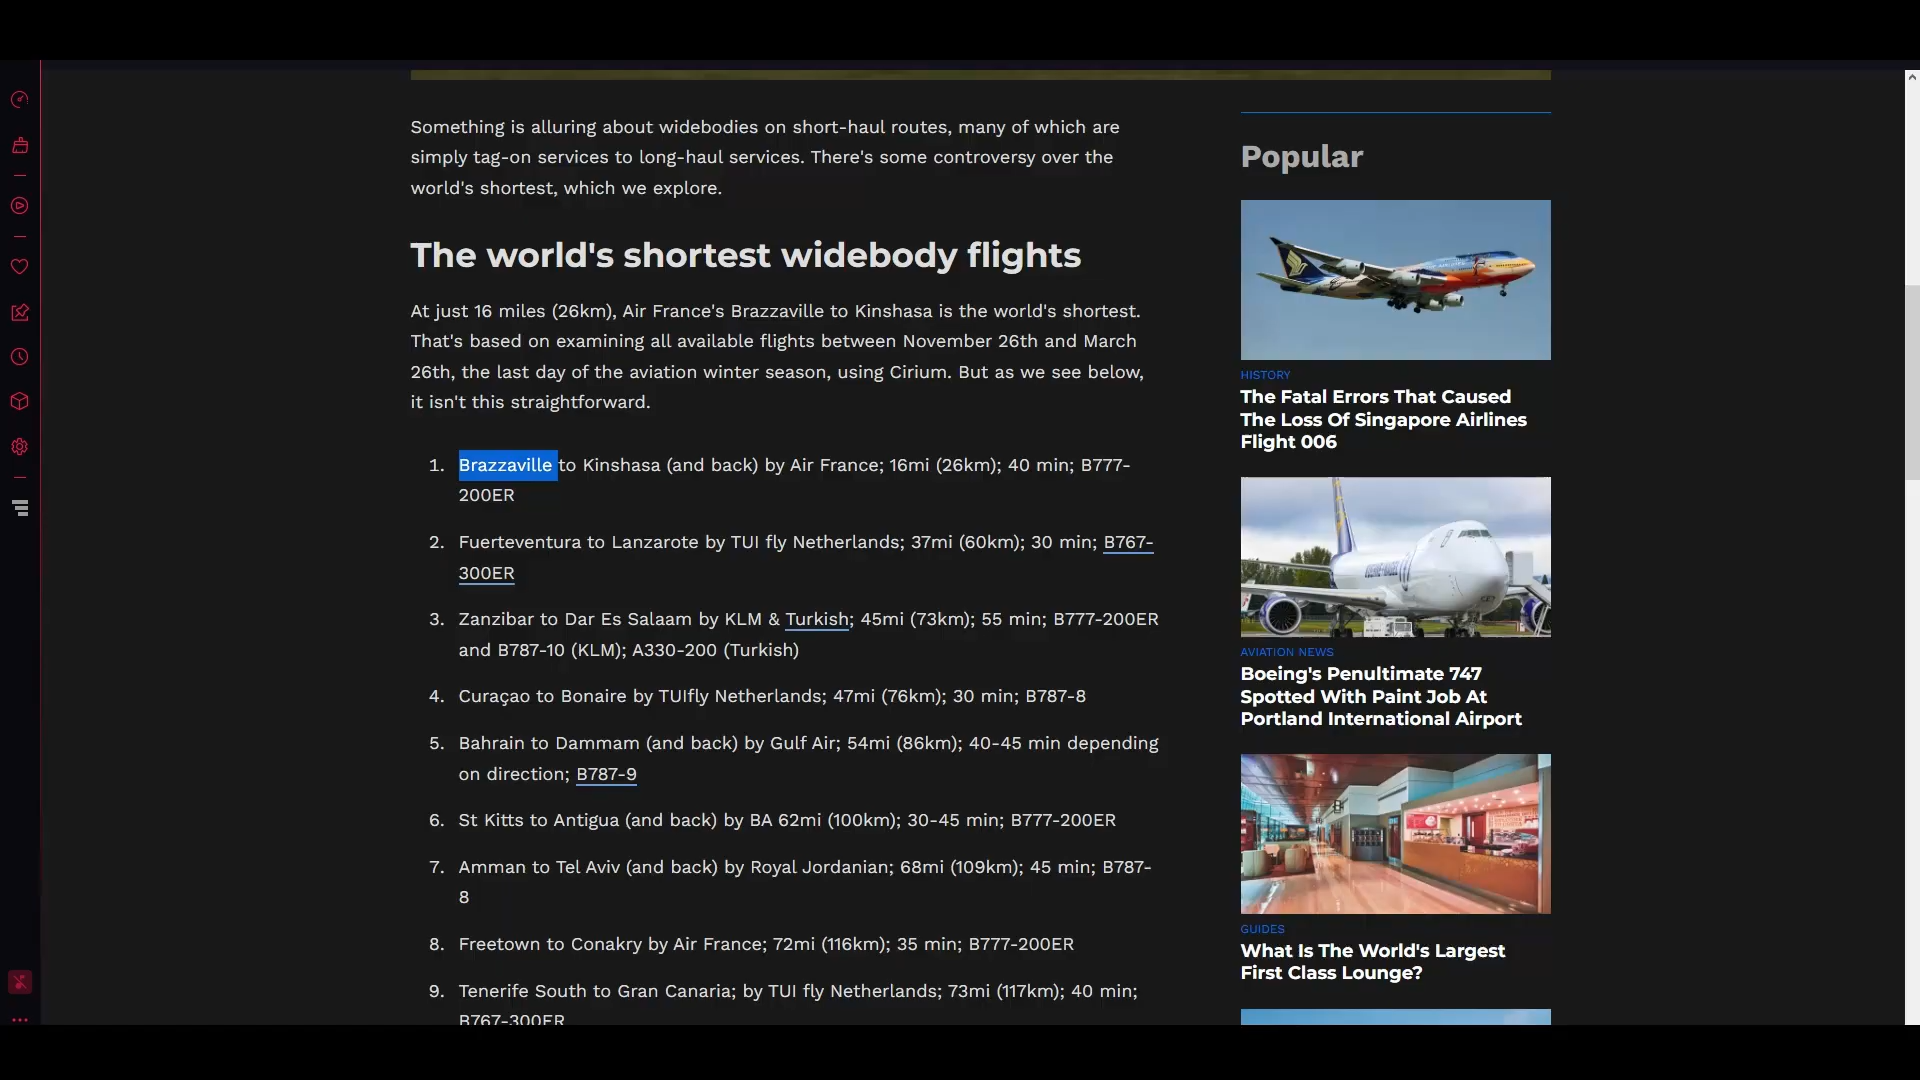 Something is alluring about widebodies on short-haul routes, many of which are
simply tag-on services to long-haul services. There's some controversy over the
world's shortest, which we explore.
The world's shortest widebody flights
At just 16 miles (26km), Air France's Brazzaville to Kinshasa is the world's shortest.
That's based on examining all available flights between November 26th and March
26th, the last day of the aviation winter season, using Cirium. But as we see below,
it isn't this straightforward.
1. Brazzaville to Kinshasa (and back) by Air France; 16mi (26km); 40 min; B777-
200ER
2. Fuerteventura to Lanzarote by TUI fly Netherlands; 37mi (60km); 30 min; B767-
300ER
3. Zanzibar to Dar Es Salaam by KLM & Turkish; 45mi (73km); 55 min; B777-200ER
and B787-10 (KLM); A330-200 (Turkish)
4. Curaçao to Bonaire by TUIfly Netherlands; 47mi (76km); 30 min; B787-8
5. Bahrain to Dammam (and back) by Gulf Air; 54mi (86km); 40-45 min depending
on direction; B787-9
6. St Kitts to Antigua (and back) by BA 62mi (100km); 30-45 min; B777-200ER
7. Amman to Tel Aviv (and back) by Royal Jordanian; 68mi (109km); 45 min; B787-
8
8. Freetown to Conakry by Air France; 72mi (116km); 35 min; B777-200ER
9. Tenerife South to Gran Canaria; by TUI fly Netherlands; 73mi (117km); 40 min;
B767-300ER
Popular
HISTORY
The Fatal Errors That Caused
The Loss Of Singapore Airlines
Flight 006
AVIATION NEWS
Boeing's Penultimate 747
Spotted With Paint Job At
Portland International Airport
GUIDES
What Is The World's Largest
First Class Lounge?